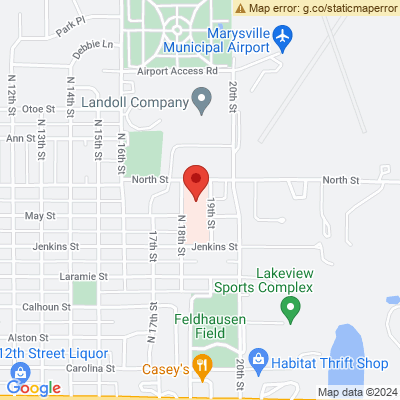 Map error: g.co/staticmaperror
Park Pl
Debbie Ln
Marysville
Municipal Airport
Airport Access Rd
20th St
N 12th St
N 14th St
Otoe St
Landoll Company
Ann St
N 13th St
N 15th St
N 16th St
North St
North St
May St
N 18th St
19th St
17th St
Jenkins St
Jenkins St
Laramie St
Lakeview
Sports Complex
Calhoun St
N 17th St
Feldhausen
Field
Alston St
20th St
12th Street Liquor
Carolina St
Casey's
Habitat Thrift Shop
Google
Map data ©2024